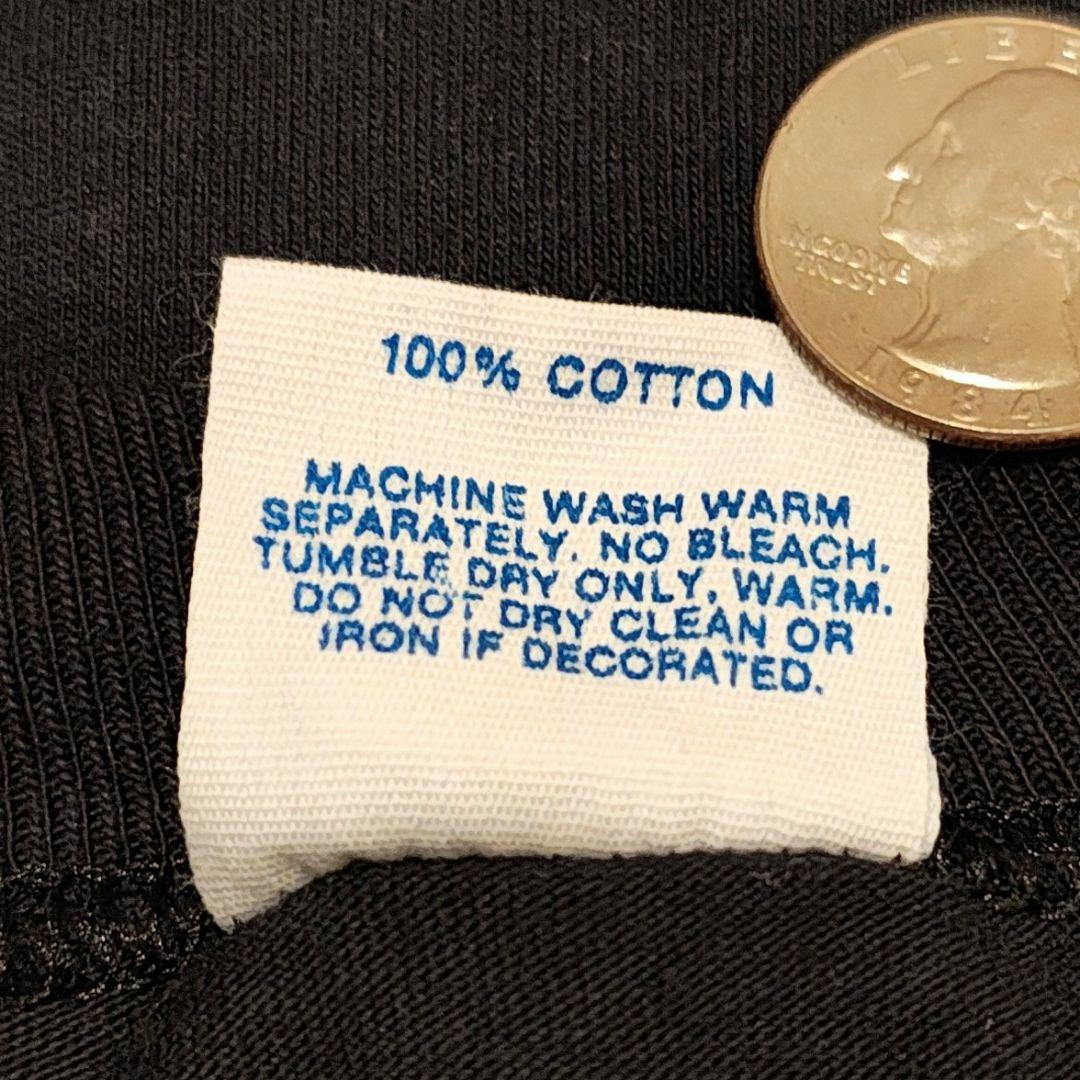 LIBE
WE GOD
TRUST
1984
100% COTTON
MACHINE WASH WARM
SEPARATELY. NO BLEACH.
TUMBLE DRY ONLY, WARM.
DO NOT DRY CLEAN OR
IRON IF DECORATED.